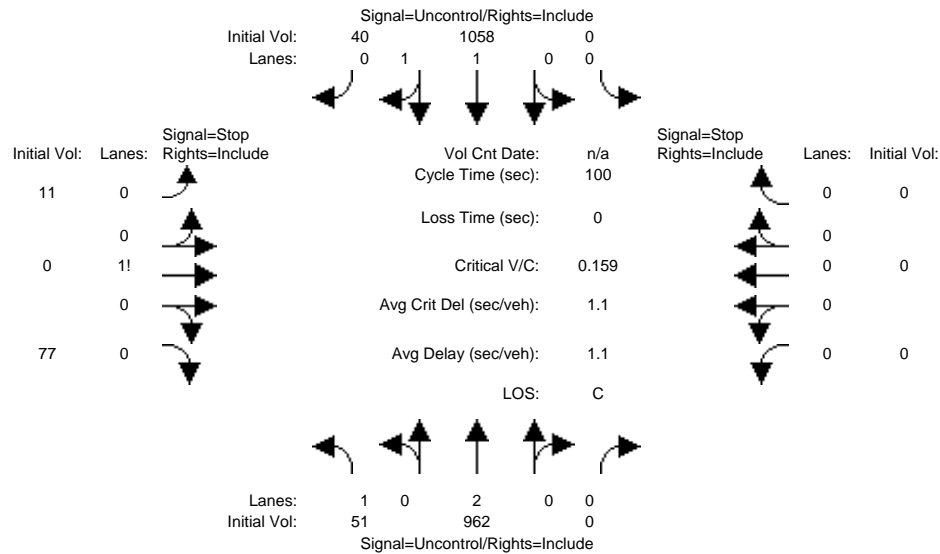 Signal=Uncontrol/Rights=Include
Initial Vol: 40 1058 0
Lanes: 0 1 1 0 0
Signal=Stop
Initial Vol: Lanes: Rights=Include
Vol Cnt Date: n/a
Signal=Stop
Rights=Include Lanes: Initial Vol:
Cycle Time (sec): 100
11 0
0 0
Loss Time (sec): 0
0
0
0 1!
Critical V/C: 0.159
0 0
0
Avg Crit Del (sec/veh): 1.1
0
77 0
Avg Delay (sec/veh): 1.1
0 0
LOS: C
Lanes: 1 0 2 0 0
Initial Vol: 51 962 0
Signal=Uncontrol/Rights=Include